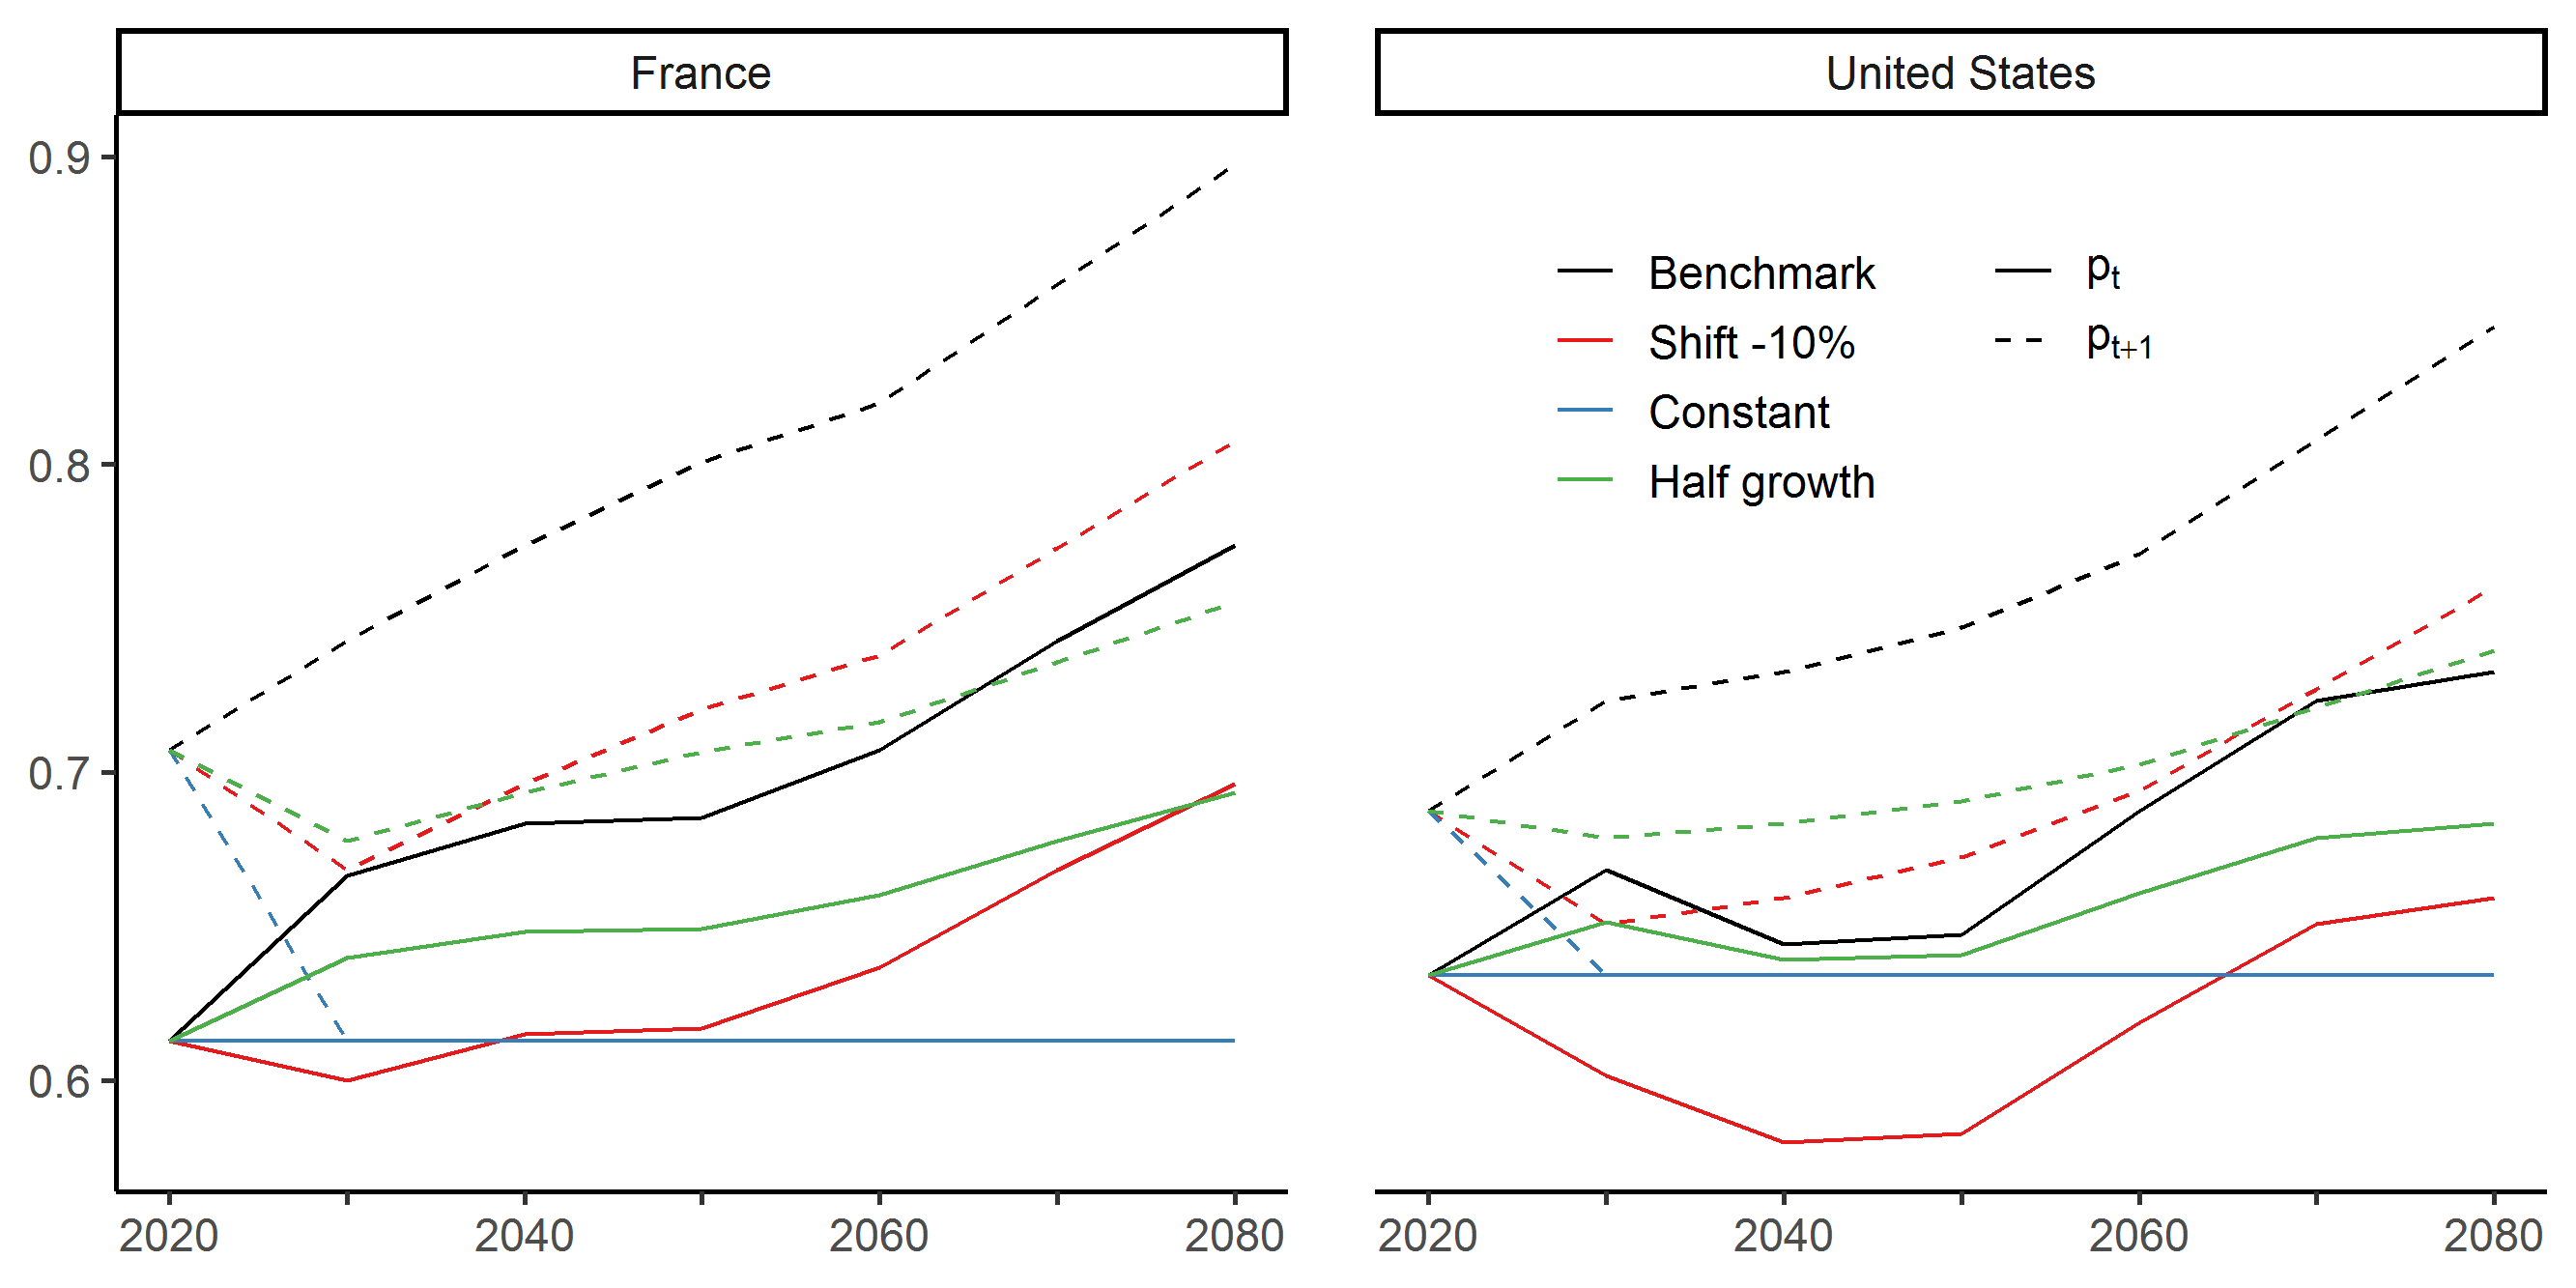 France
United States
0.9
0.8
0.7
0.6
Benchmark
Shift -10%
Constant
Half growth
pt
pt+1
2020 2040 2060 2080
2020 2040 2060 2080